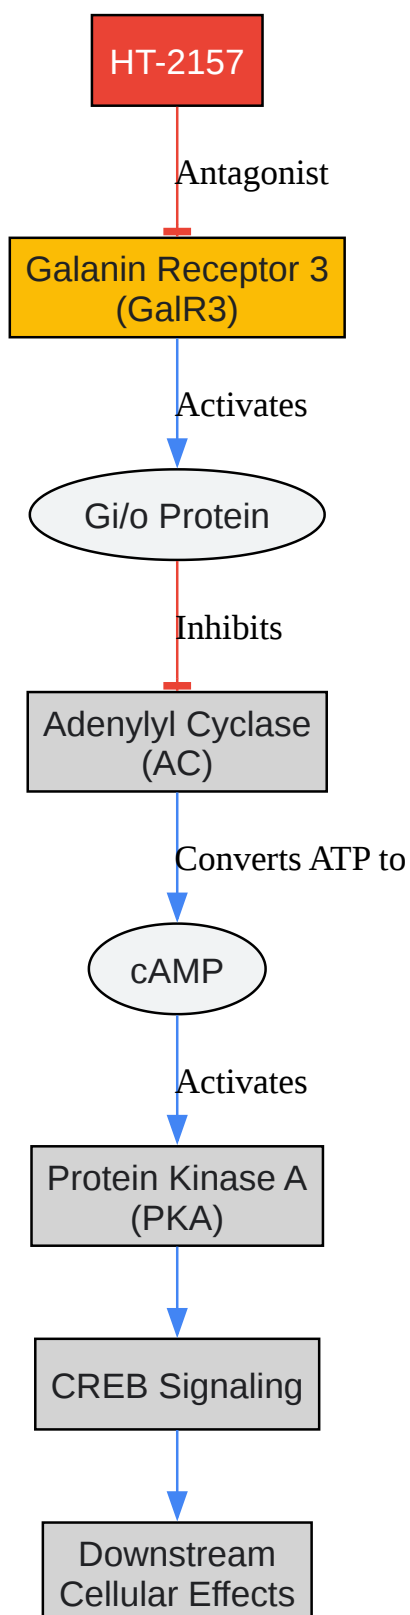 HT-2157
Antagonist
Galanin Receptor 3
(GalR3)
Activates
Gi/o Protein
Inhibits
Adenylyl Cyclase
(AC)
Converts ATP to
cAMP
Activates
Protein Kinase A
(PKA)
CREB Signaling
Downstream
Cellular Effects